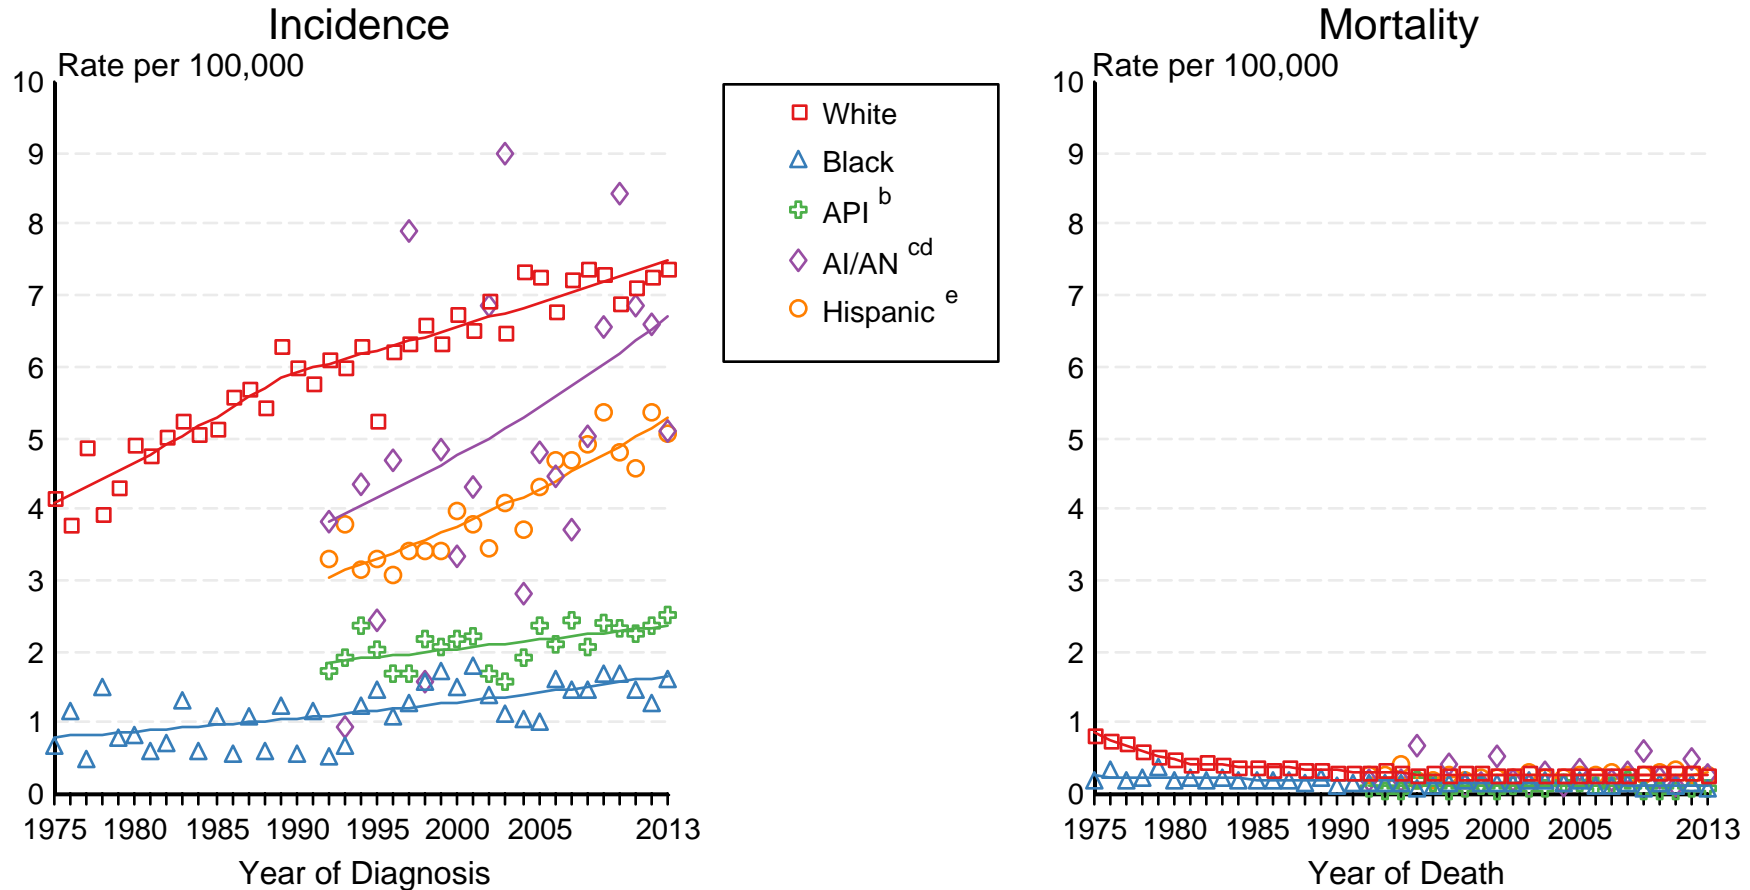 Incidence
Rate per 100,000
10
9
8
7
6
5
4
3
2
1
0
1975 1980 1985 1990 1995 2000 2005 2013
Year of Diagnosis
White
Black
API b
AI/AN cd
Hispanic e
Mortality
Rate per 100,000
10
9
8
7
6
5
4
3
2
1
0
1975 1980 1985 1990 1995 2000 2005 2013
Year of Death